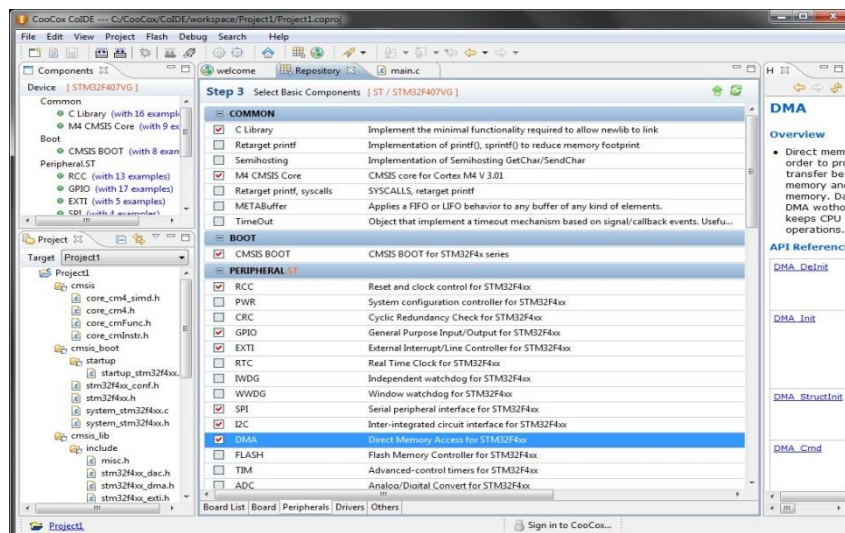 CooCox CoIDE --- C:/CooCox/CoIDE/workspace/Project1/Project1.coproj
File Edit View Project Flash Debug Search Help
Components
Device [ STM32F407VG ]
Common
C Library (with 16 exampl
M4 CMSIS Core (with 9 ex
Boot
CMSIS BOOT (with 8 exan
Peripheral.ST
RCC (with 13 examples)
GPIO (with 17 examples)
EXTI (with 5 examples)
SPI (with 4 examples)
Project
Target Project1
Project1
cmsis
core_cm4_simd.h
core_cm4.h
core_cmFunc.h
core_cmInstr.h
cmsis_boot
startup
startup_stm32f4xx.
stm32f4xx_conf.h
stm32f4xx.h
system_stm32f4xx.c
system_stm32f4xx.h
cmsis_lib
include
misc.h
stm32f4xx_dac.h
stm32f4xx_dma.h
stm32f4xx_exti.h
welcome Repository main.c
Step 3 Select Basic Components [ ST / STM32F407VG ]
COMMON
C Library Implement the minimal functionality required to allow newlib to link
Retarget printf Implementation of printf(), sprintf() to reduce memory footprint
Semihosting Implementation of Semihosting GetChar/SendChar
M4 CMSIS Core CMSIS core for Cortex M4 V 3.01
Retarget printf, syscalls SYSCALLS, retarget printf
METABuffer Applies a FIFO or LIFO behavior to any buffer of any kind of elements.
TimeOut Object that implement a timeout mechanism based on signal/callback events. Usefu...
BOOT
CMSIS BOOT CMSIS BOOT for STM32F4x series
PERIPHERAL.ST
RCC Reset and clock control for STM32F4xx
PWR System configuration controller for STM32F4xx
CRC Cyclic Redundancy Check for STM32F4xx
GPIO General Purpose Input/Output for STM32F4xx
EXTI External Interrupt/Line Controller for STM32F4xx
RTC Real Time Clock for STM32F4xx
IWDG Independent watchdog for STM32F4xx
WWDG Window watchdog for STM32F4xx
SPI Serial peripheral interface for STM32F4xx
I2C Inter-integrated circuit interface for STM32F4xx
DMA Direct Memory Access for STM32F4xx
FLASH Flash Memory Controller for STM32F4xx
TIM Advanced-control timers for STM32F4xx
ADC Analog/Digital Convert for STM32F4xx
Board List Board Peripherals Drivers Others
H
DMA
Overview
Direct mem
order to pro
transfer be
memory and
memory. Da
DMA wothou
keeps CPU
operations.
API Referenc
DMA_DeInit
DMA_Init
DMA_StructInit
DMA_Cmd
Project1
Sign in to CooCox...